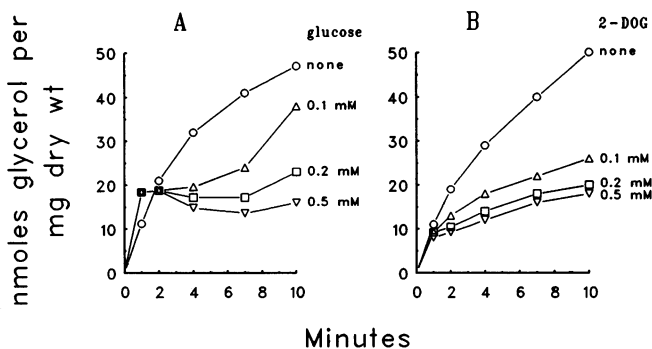 A
glucose
none
0.1 mM
0.2 mM
0.5 mM
50
40
30
20
10
0
0 2 4 6 8 10
B
2-DOG
none
0.1 mM
0.2 mM
0.5 mM
50
40
30
20
10
0
0 2 4 6 8 10
nmoles glycerol per
mg dry wt
Minutes